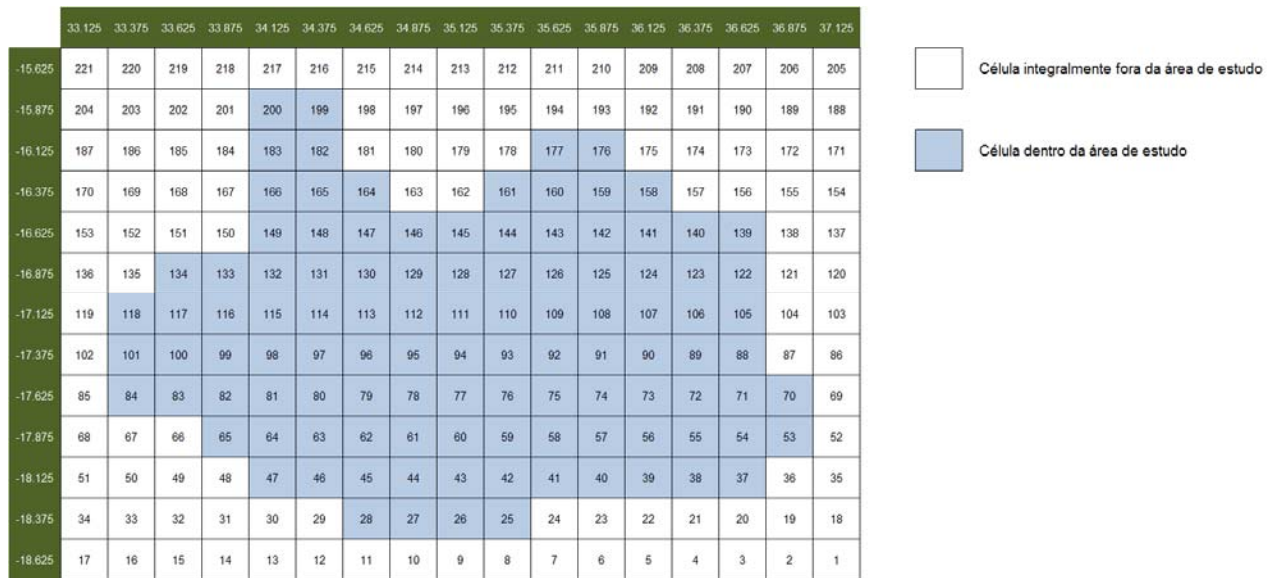 33.125 33.375 33.625 33.875 34.125 34.375 34.625 34.875 35.125 35.375 35.625 35.875 36.125 36.375 36.625 36.875 37.125
-15.625 221 220 219 218 217 216 215 214 213 212 211 210 209 208 207 206 205
-15.875 204 203 202 201 200 199 198 197 196 195 194 193 192 191 190 189 188
-16.125 187 186 185 184 183 182 181 180 179 178 177 176 175 174 173 172 171
-16.375 170 169 168 167 166 165 164 163 162 161 160 159 158 157 156 155 154
-16.625 153 152 151 150 149 148 147 146 145 144 143 142 141 140 139 138 137
-16.875 136 135 134 133 132 131 130 129 128 127 126 125 124 123 122 121 120
-17.125 119 118 117 116 115 114 113 112 111 110 109 108 107 106 105 104 103
-17.375 102 101 100 99 98 97 96 95 94 93 92 91 90 89 88 87 86
-17.625 85 84 83 82 81 80 79 78 77 76 75 74 73 72 71 70 69
-17.875 68 67 66 65 64 63 62 61 60 59 58 57 56 55 54 53 52
-18.125 51 50 49 48 47 46 45 44 43 42 41 40 39 38 37 36 35
-18.375 34 33 32 31 30 29 28 27 26 25 24 23 22 21 20 19 18
-18.625 17 16 15 14 13 12 11 10 9 8 7 6 5 4 3 2 1
Célula integralmente fora da área de estudo
Célula dentro da área de estudo